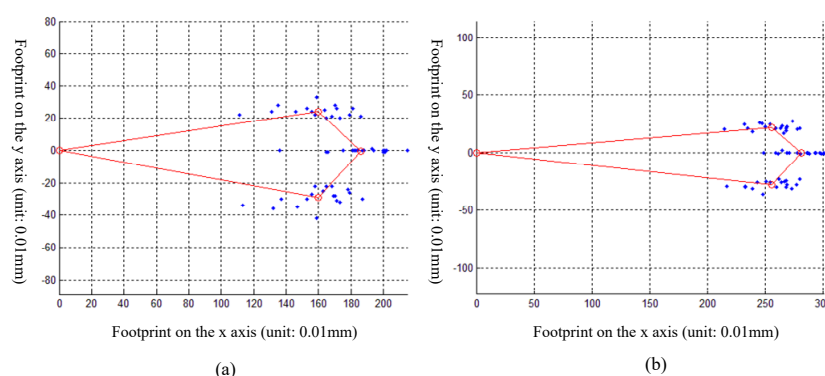 80
60
40
20
0
-20
-40
-60
-80
0 20 40 60 80 100 120 140 160 180 200
Footprint on the y axis (unit: 0.01mm)
Footprint on the x axis (unit: 0.01mm)
(a)
100
50
0
-50
-100
0 50 100 150 200 250 300
Footprint on the y axis (unit: 0.01mm)
Footprint on the x axis (unit: 0.01mm)
(b)